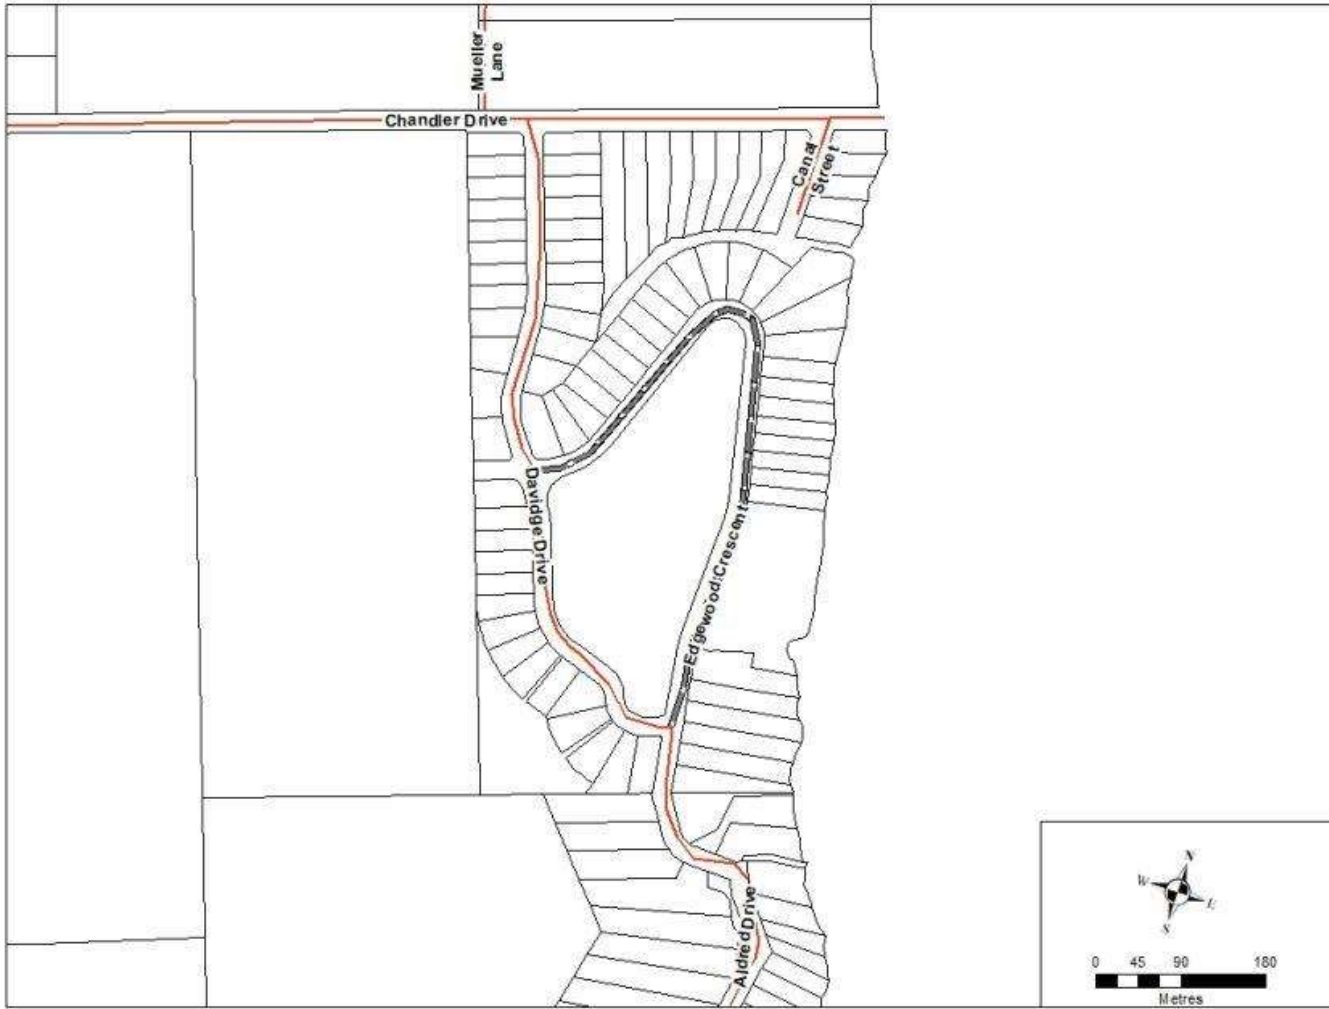 Mueller
Lane
Chandler Drive
Canal
Street
Davidge Drive
Edgewood Crescent
Aldred Drive
N
W
E
S
0 45 90 180
Metres